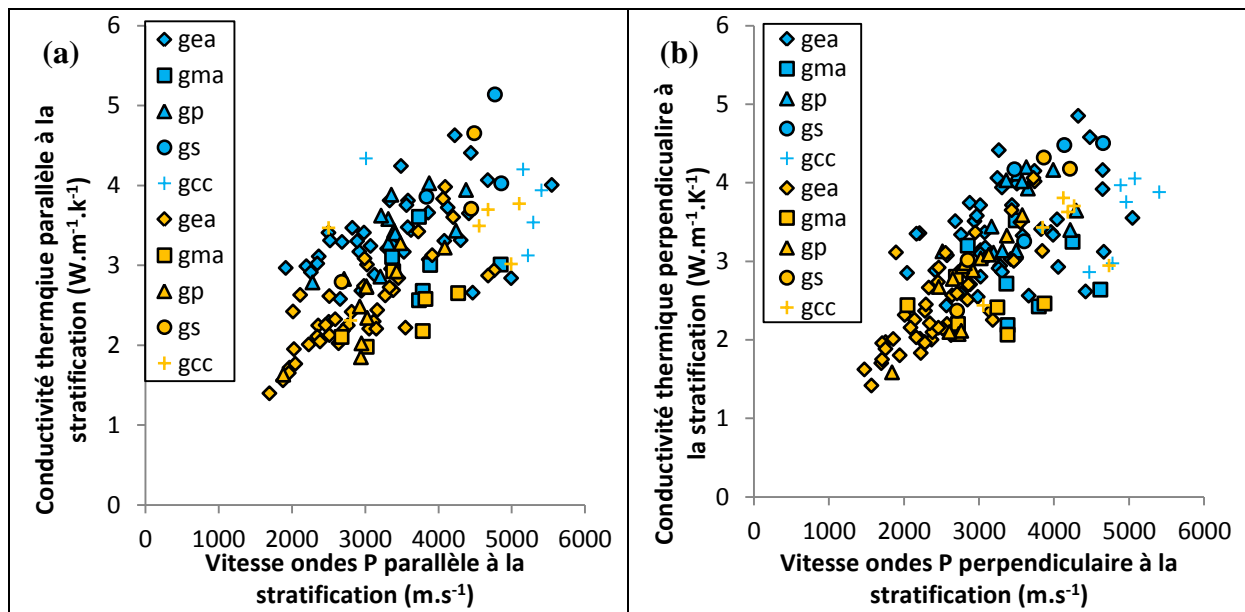 (a)
Conductivité thermqique parallèle à la
stratification (W.m-1.k-1)
6
5
4
3
2
1
0
gea
gma
gp
gs
gcc
gea
gma
gp
gs
gcc
0 1000 2000 3000 4000 5000 6000
Vitesse ondes P parallèle à la
stratification (m.s-1)
(b)
Conductivité thermique perpendicualire à
la stratification (W.m-1.K-1)
6
5
4
3
2
1
0
gea
gma
gp
gs
gcc
gea
gma
gp
gs
gcc
0 1000 2000 3000 4000 5000 6000
Vitesse ondes P perpendiculaire à la
stratification (m.s-1)